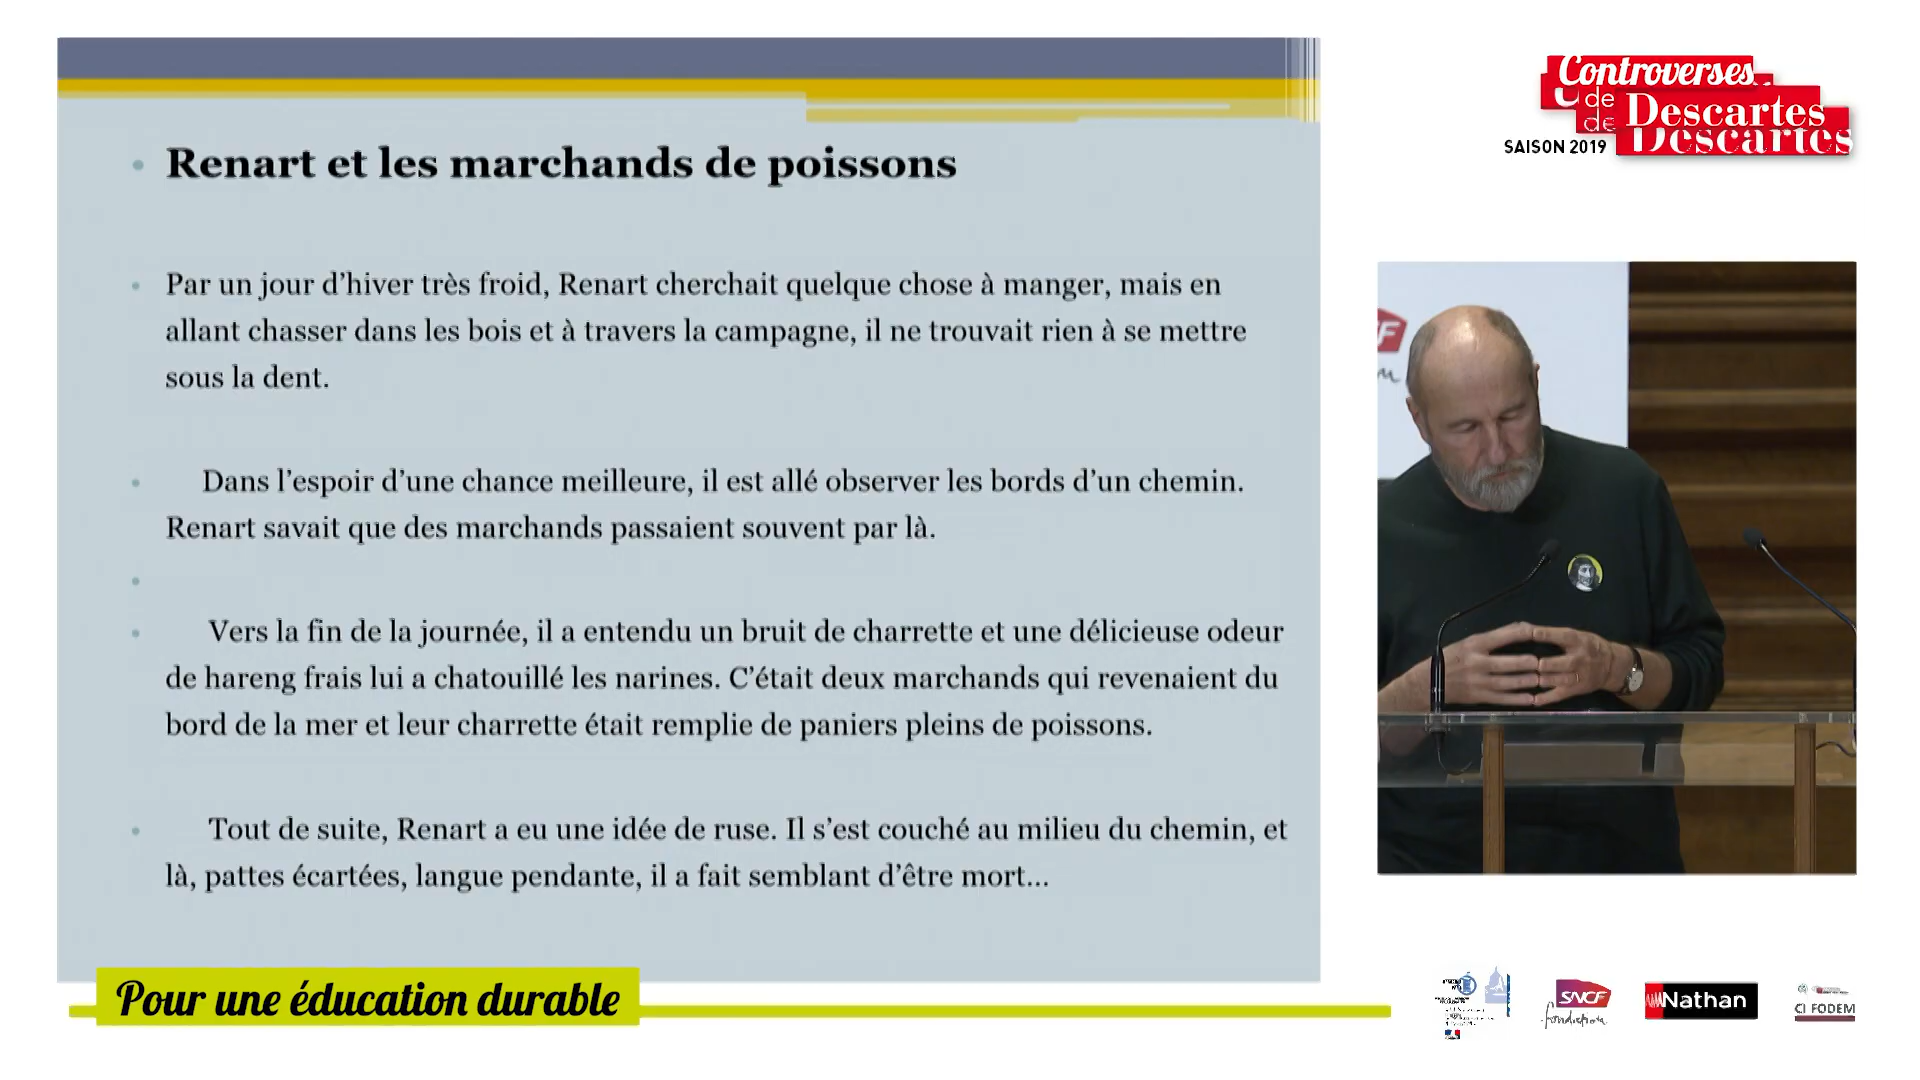 Controverses
de
Descartes
de
Descartes
SAISON 2019
• Renart et les marchands de poissons
• Par un jour d’hiver très froid, Renart cherchait quelque chose à manger, mais en
allant chasser dans les bois et à travers la campagne, il ne trouvait rien à se mettre
sous la dent.
• Dans l’espoir d’une chance meilleure, il est allé observer les bords d’un chemin.
Renart savait que des marchands passaient souvent par là.
• Vers la fin de la journée, il a entendu un bruit de charrette et une délicieuse odeur
de hareng frais lui a chatouillé les narines. C’était deux marchands qui revenaient du
bord de la mer et leur charrette était remplie de paniers pleins de poissons.
• Tout de suite, Renart a eu une idée de ruse. Il s’est couché au milieu du chemin, et
là, pattes écartées, langue pendante, il a fait semblant d’être mort...
Pour une éducation durable
SNCF
fondation
Nathan
CI FODEM